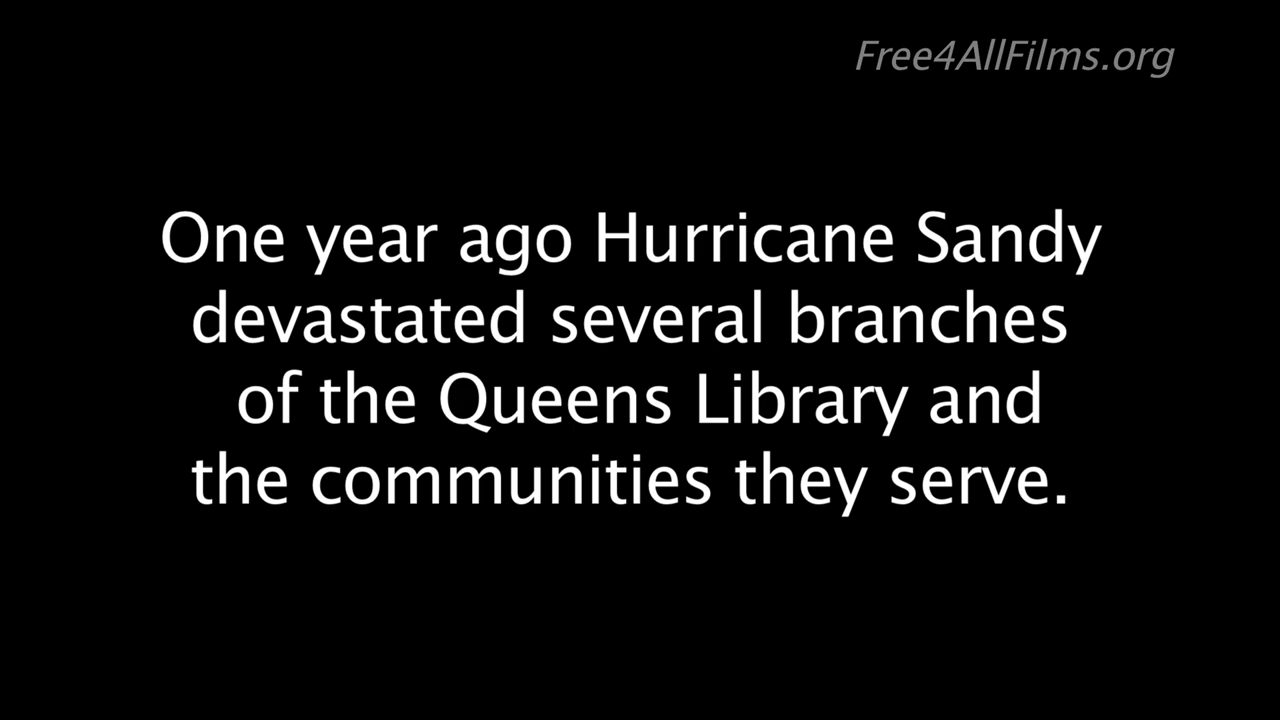 Free4AllFilms.org
One year ago Hurricane Sandy
devastated several branches
of the Queens Library and
the communities they serve.